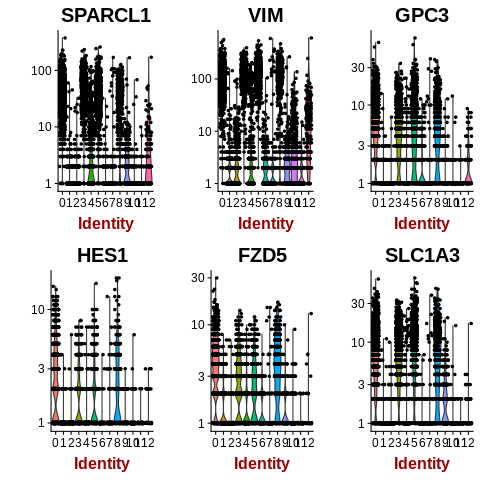 SPARCL1 VIM GPC3
100 100 30
10 10 10
3
1 1 1
0123456789101112 0123456789101112 0123456789101112
Identity Identity Identity
HES1 FZD5 SLC1A3
10 30 30
3 10 10
3 3
1 1 1
0123456789101112 0123456789101112 0123456789101112
Identity Identity Identity